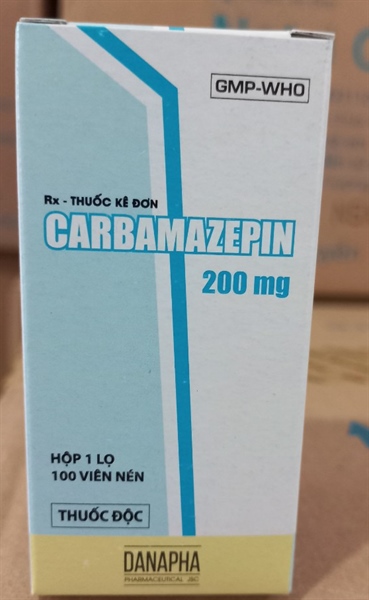 GMP-WHO
Rx - THUỐC KÊ ĐƠN
CARBAMAZEPIN
200 mg
HỘP 1 LỌ
100 VIÊN NÉN
THUỐC ĐỘC
DANAPHA
PHARMACEUTICAL JSC